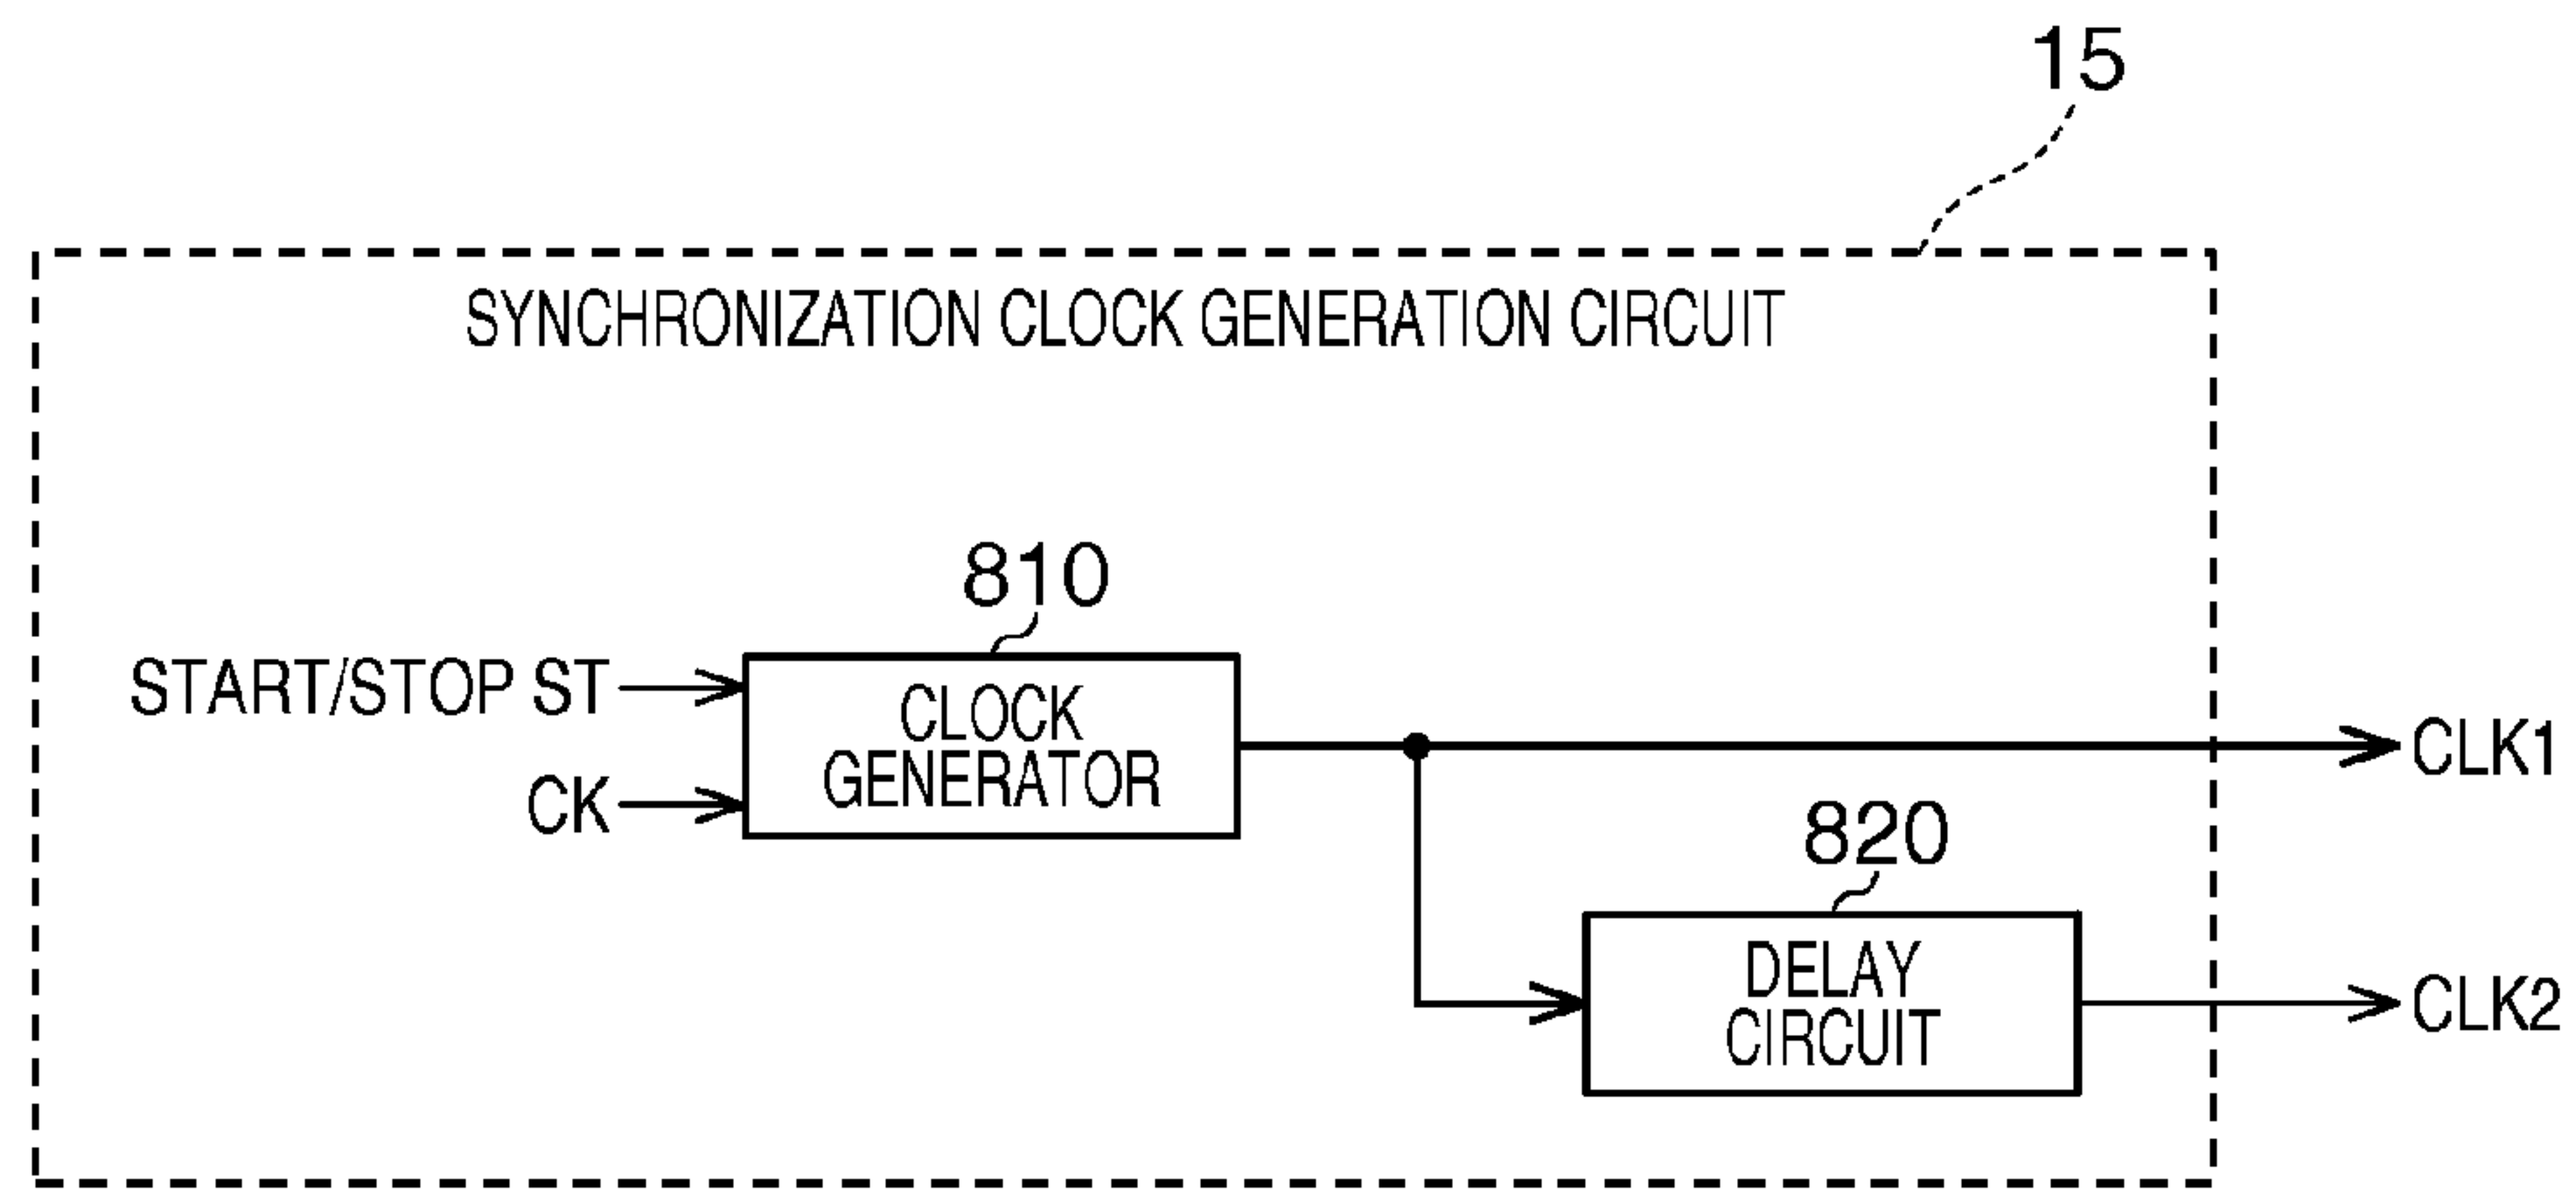 15
SYNCHRONIZATION CLOCK GENERATION CIRCUIT
810
START/STOP ST
CK
CLOCK
GENERATOR
CLK1
820
DELAY
CIRCUIT
CLK2